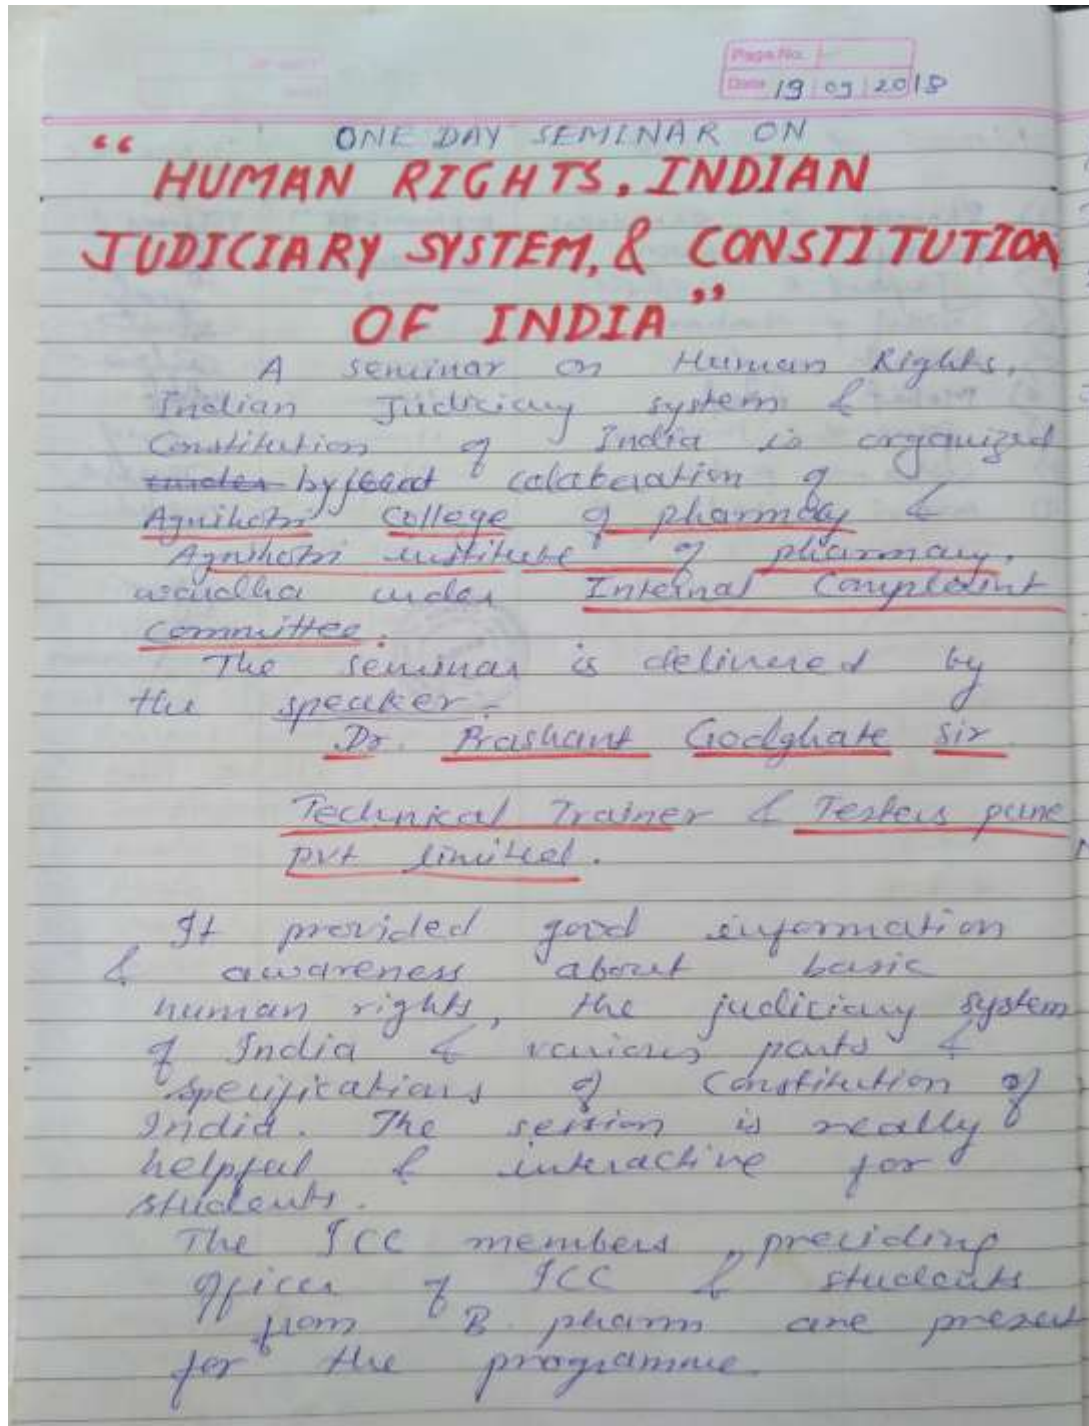 Page No.
Date 19 09 2018
ONE DAY SEMINAR ON
“ HUMAN RIGHTS, INDIAN
JUDICIARY SYSTEM, & CONSTITUTION
OF INDIA ”
A seminar on Human Rights,
Indian Judiciary system &
Constitution of India is organized
by joint colaboration of
Agnihotri College of pharmacy &
Agnihotri institute of pharmacy,
wardha under Internal Complaint
committee.
The seminar is delivered by
the speaker-
Dr. Prashant Godghate sir
Technical Trainer & Testers pune
pvt limited.
It provided good information
& awareness about basic
human rights, the judiciary system
of India & various parts &
specifications of Constitution of
India. The session is really
helpful & interactive for
students.
The ICC members, presiding
officer of ICC & students
from B. pharm are present
for the programme.